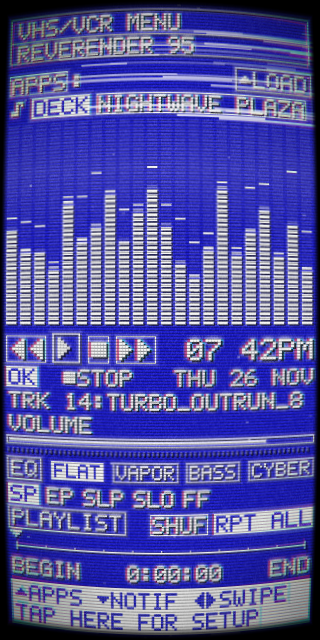 VHS/VCR MENU
REVERENDER 95
APPS: LOAD
DECK NIGHTWAVE PLAZA
07 42PM
OK STOP THU 26 NOV
TRK 14:TURBO_OUTRUN_8
VOLUME
EQ FLAT VAPOR BASS CYBER
SP EP SLP SLO FF
PLAYLIST SHUF RPT ALL
BEGIN 0:00:00 END
APPS NOTIF SWIPE
TAP HERE FOR SETUP